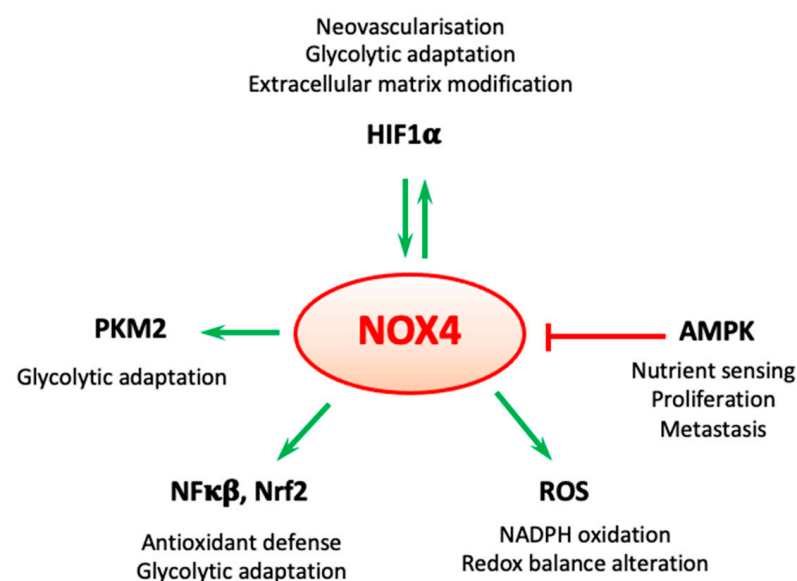 Neovascularisation
Glycolytic adaptation
Extracellular matrix modification
HIF1α
PKM2
Glycolytic adaptation
NOX4
AMPK
Nutrient sensing
Proliferation
Metastasis
NFκβ, Nrf2
Antioxidant defense
Glycolytic adaptation
ROS
NADPH oxidation
Redox balance alteration